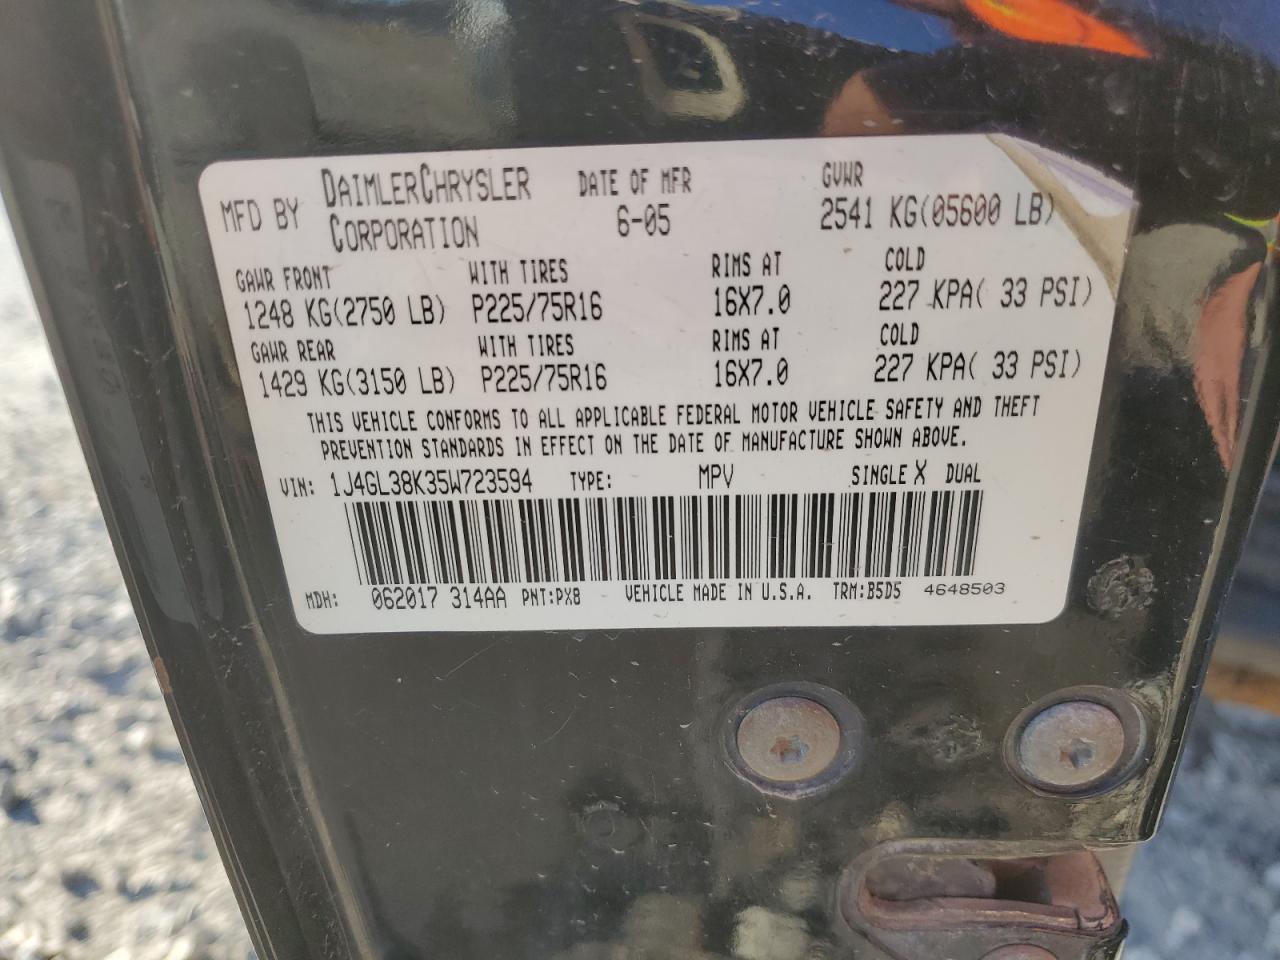 MFD BY DAIMLERCHRYSLER CORPORATION DATE OF MFR 6-05 GVWR 2541 KG(05600 LB)
GAWR FRONT WITH TIRES RIMS AT COLD
1248 KG(2750 LB) P225/75R16 16X7.0 227 KPA( 33 PSI)
GAWR REAR WITH TIRES RIMS AT COLD
1429 KG(3150 LB) P225/75R16 16X7.0 227 KPA( 33 PSI)
THIS VEHICLE CONFORMS TO ALL APPLICABLE FEDERAL MOTOR VEHICLE SAFETY AND THEFT
PREVENTION STANDARDS IN EFFECT ON THE DATE OF MANUFACTURE SHOWN ABOVE.
VIN: 1J4GL38K35W723594 TYPE: MPV SINGLE X DUAL
MDH: 062017 314AA PNT:PX8 VEHICLE MADE IN U.S.A. TRM:B5D5 4648503